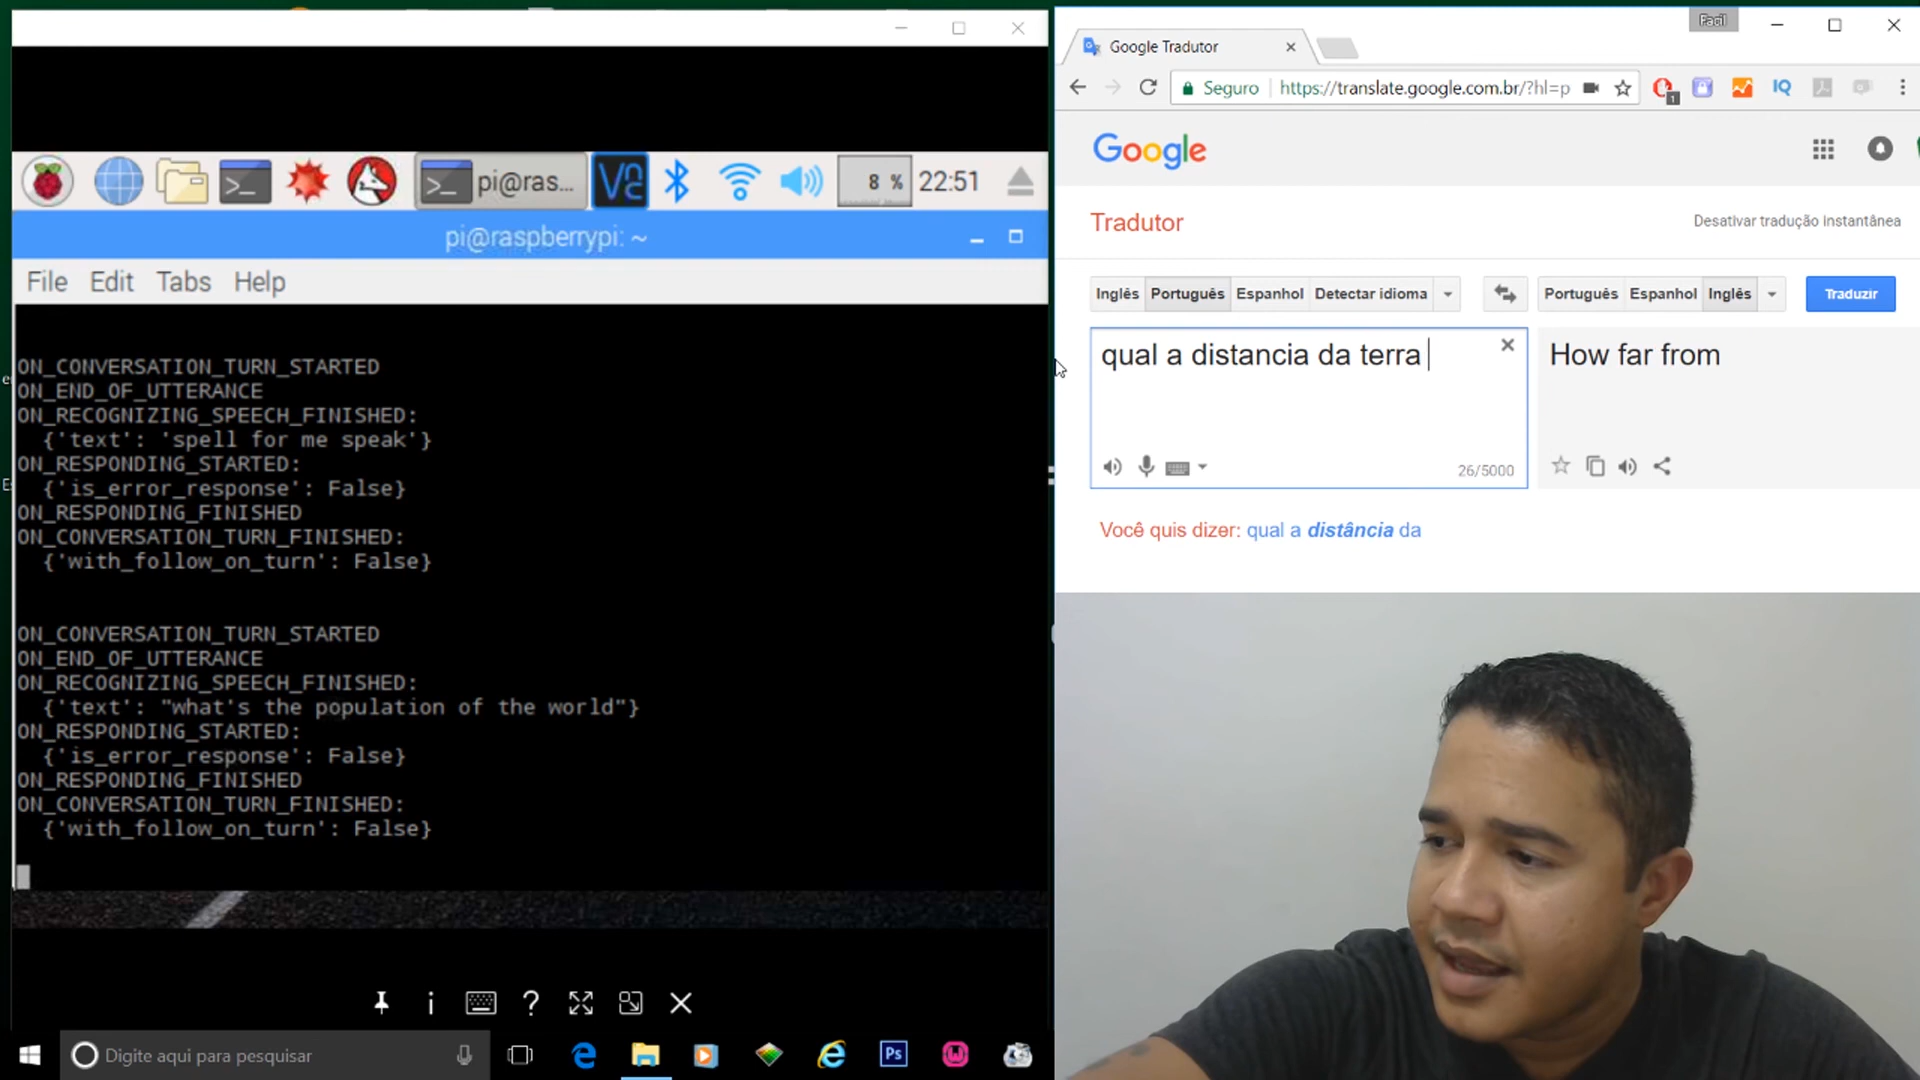 22:51
8 %
pi@ras...
pi@raspberrypi: ~
File Edit Tabs Help
ON_CONVERSATION_TURN_STARTED
ON_END_OF_UTTERANCE
ON_RECOGNIZING_SPEECH_FINISHED:
{'text': 'spell for me speak'}
ON_RESPONDING_STARTED:
{'is_error_response': False}
ON_RESPONDING_FINISHED
ON_CONVERSATION_TURN_FINISHED:
{'with_follow_on_turn': False}
ON_CONVERSATION_TURN_STARTED
ON_END_OF_UTTERANCE
ON_RECOGNIZING_SPEECH_FINISHED:
{'text': "what's the population of the world"}
ON_RESPONDING_STARTED:
{'is_error_response': False}
ON_RESPONDING_FINISHED
ON_CONVERSATION_TURN_FINISHED:
{'with_follow_on_turn': False}
Digite aqui para pesquisar
Ps
Facil
Google Tradutor
Seguro https://translate.google.com.br/?hl=p
1
IQ
Google
Tradutor
Desativar tradução instantânea
Inglês Português Espanhol Detectar idioma
Português Espanhol Inglês
Traduzir
qual a distancia da terra
How far from
26/5000
Você quis dizer: qual a distância da